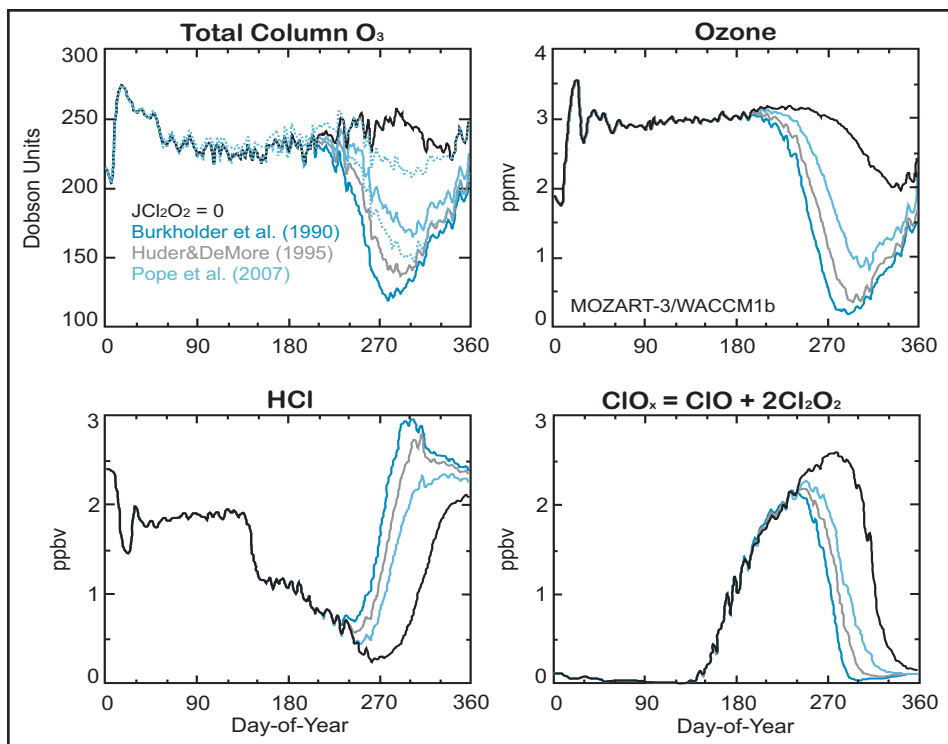 Total Column O₃
300
250
200
150
100
Dobson Units
JCl₂O₂ = 0
Burkholder et al. (1990)
Huder&DeMore (1995)
Pope et al. (2007)
0 90 180 270 360
Ozone
4
3
2
1
0
ppmv
MOZART-3/WACCM1b
0 90 180 270 360
HCl
3
2
1
0
ppbv
0 90 180 270 360
Day-of-Year
ClOₓ = ClO + 2Cl₂O₂
3
2
1
0
ppbv
0 90 180 270 360
Day-of-Year